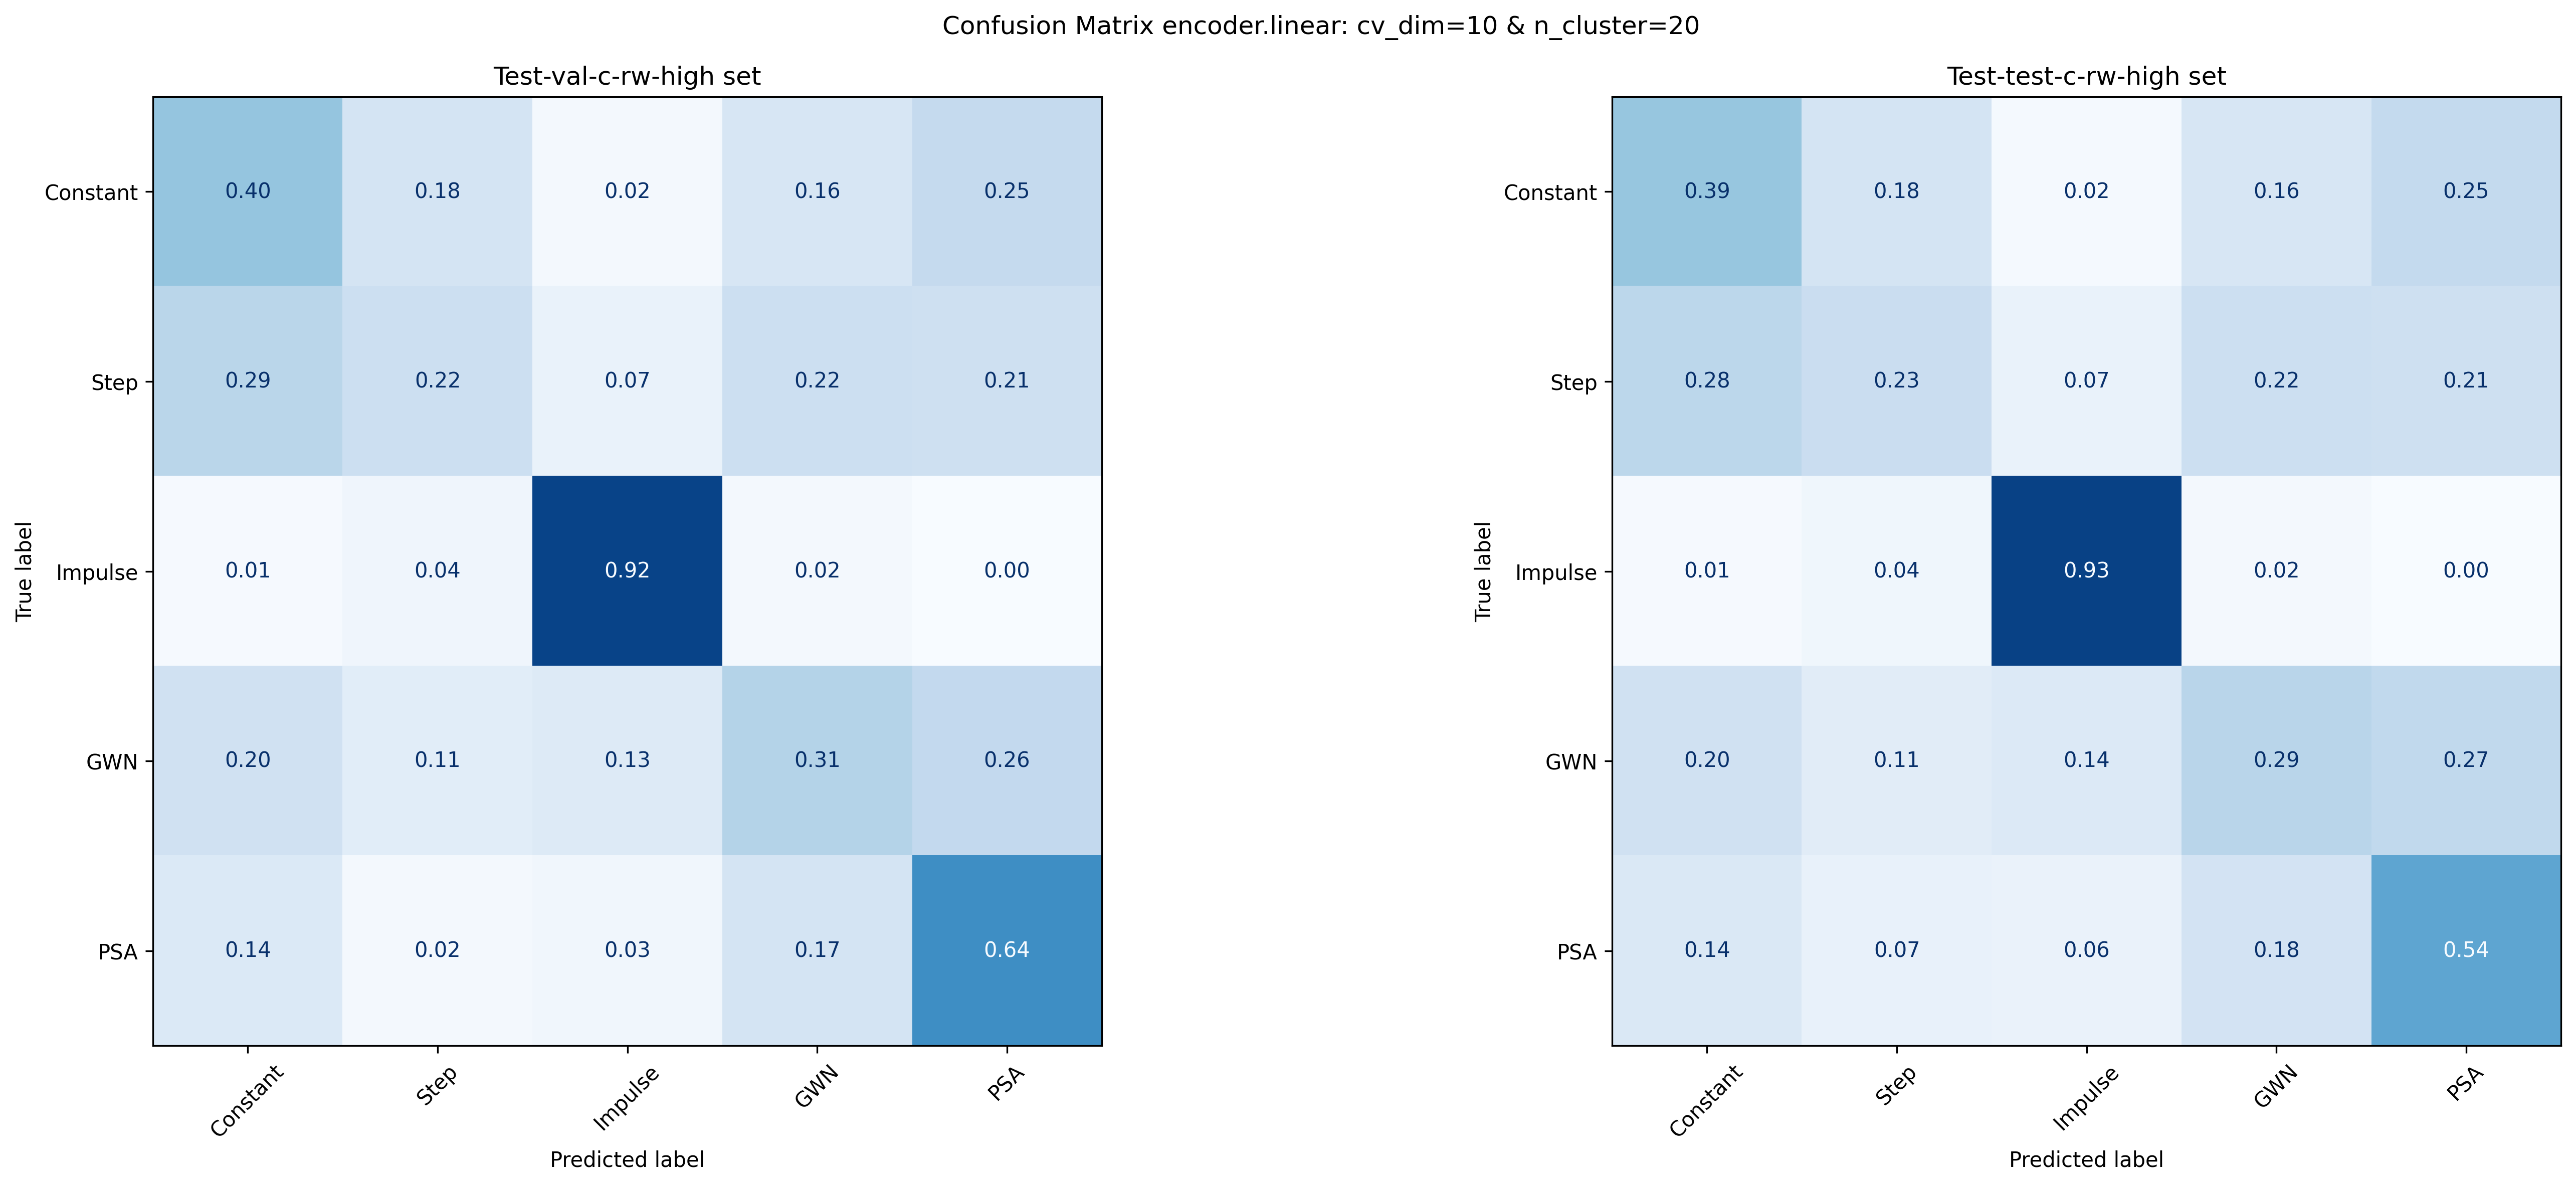 Confusion Matrix encoder.linear: cv_dim=10 & n_cluster=20
Test-val-c-rw-high set
Constant 0.40 0.18 0.02 0.16 0.25
Step 0.29 0.22 0.07 0.22 0.21
Impulse 0.01 0.04 0.92 0.02 0.00
GWN 0.20 0.11 0.13 0.31 0.26
PSA 0.14 0.02 0.03 0.17 0.64
True label
Constant Step Impulse GWN PSA
Predicted label
Test-test-c-rw-high set
Constant 0.39 0.18 0.02 0.16 0.25
Step 0.28 0.23 0.07 0.22 0.21
Impulse 0.01 0.04 0.93 0.02 0.00
GWN 0.20 0.11 0.14 0.29 0.27
PSA 0.14 0.07 0.06 0.18 0.54
True label
Constant Step Impulse GWN PSA
Predicted label